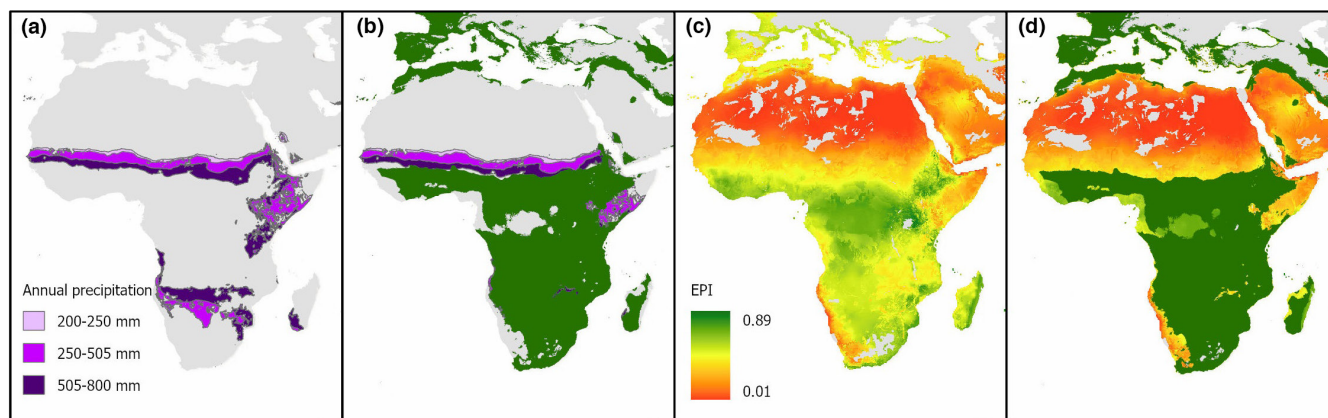 (a)
(b)
(c)
(d)
Annual precipitation
200-250 mm
250-505 mm
505-800 mm
EPI
0.89
0.01